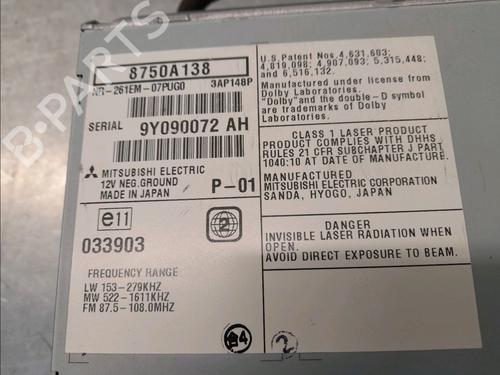 8750A138
NR-261EM-07PUG0 3AP148P
SERIAL 9Y090072 AH
MITSUBISHI ELECTRIC
12V NEG.GROUND P-01
MADE IN JAPAN
e11
033903
2
FREQUENCY RANGE
LW 153-279KHZ
MW 522-1611KHZ
FM 87.5-108.0MHZ
U.S.Patent Nos. 4,631,603;
4,819,098; 4,907,093; 5,315,448;
and 6,516,132.
Manufactured under license from
Dolby Laboratories.
"Dolby" and the double-D symbol
are trademarks of Dolby
Laboratories.
CLASS 1 LASER PRODUCT
PRODUCT COMPLIES WITH DHHS
RULES 21 CFR SUBCHAPTER J PART
1040:10 AT DATE OF MANUFACTURE.
MANUFACTURED
MITSUBISHI ELECTRIC CORPORATION
SANDA, HYOGO, JAPAN
DANGER
INVISIBLE LASER RADIATION WHEN
OPEN.
AVOID DIRECT EXPOSURE TO BEAM.
4
2